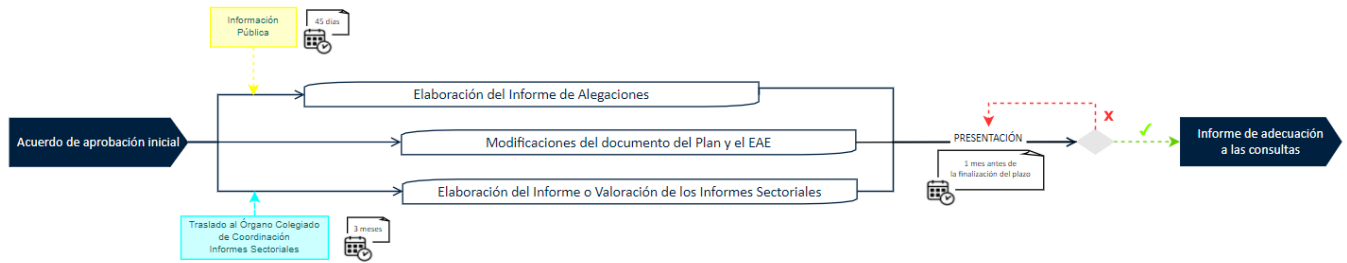 Información
Pública
45 días
Elaboración del Informe de Alegaciones
Acuerdo de aprobación inicial
Modificaciones del documento del Plan y el EAE
PRESENTACIÓN
X
✓
Informe de adecuación
a las consultas
1 mes antes de
la finalización del plazo
Elaboración del Informe o Valoración de los Informes Sectoriales
Traslado al Órgano Colegiado
de Coordinación
Informes Sectoriales
3 meses